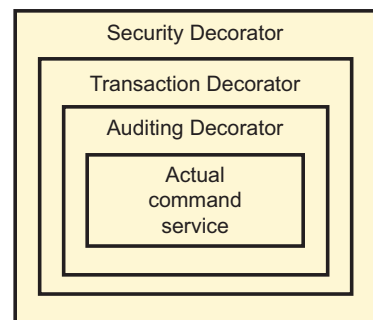 Security Decorator
Transaction Decorator
Auditing Decorator
Actual
command
service